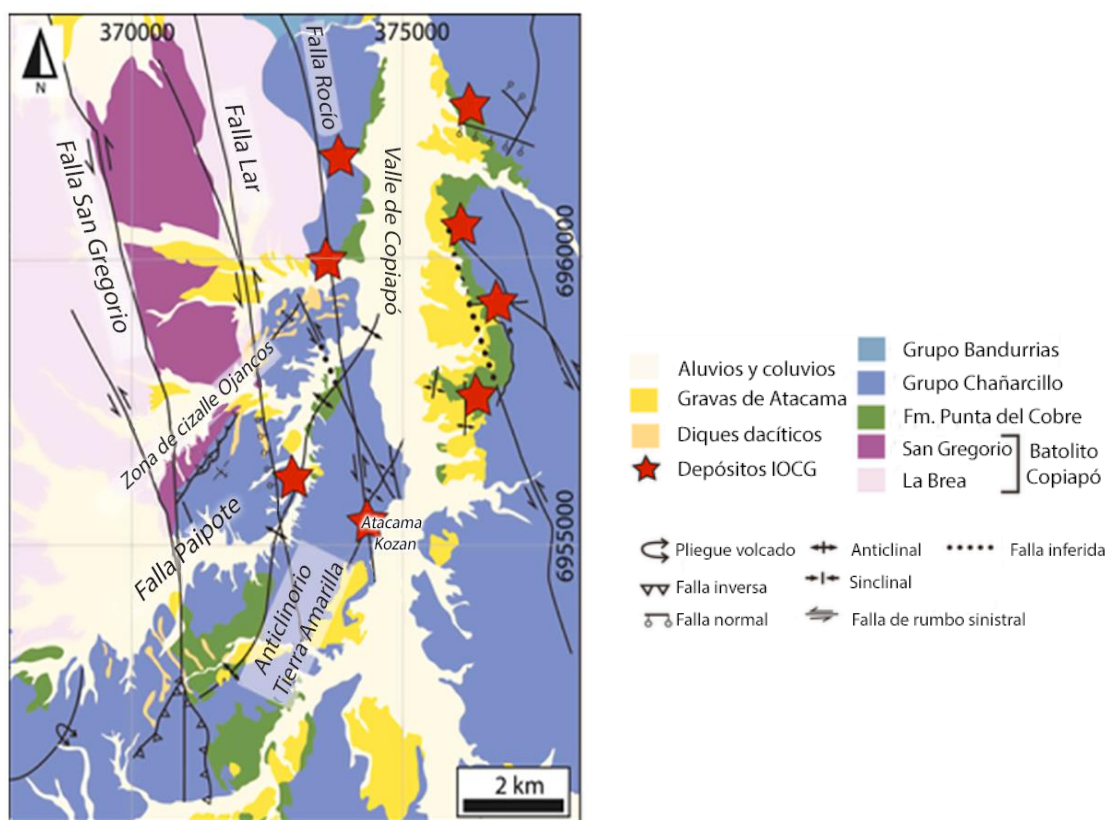 370000
375000
N
Falla Rocío
Falla Lar
Falla San Gregorio
Valle de Copiapó
6960000
Zona de cizalle Ojancos
Falla Paipote
Atacama
Kozan
6955000
Anticlinorio
Tierra Amarilla
2 km
Aluvios y coluvios
Gravas de Atacama
Diques dacíticos
Depósitos IOCG
Grupo Bandurrias
Grupo Chañarcillo
Fm. Punta del Cobre
San Gregorio
La Brea
Batolito
Copiapó
Pliegue volcado
Anticlinal
Falla inferida
Falla inversa
Sinclinal
Falla normal
Falla de rumbo sinistral